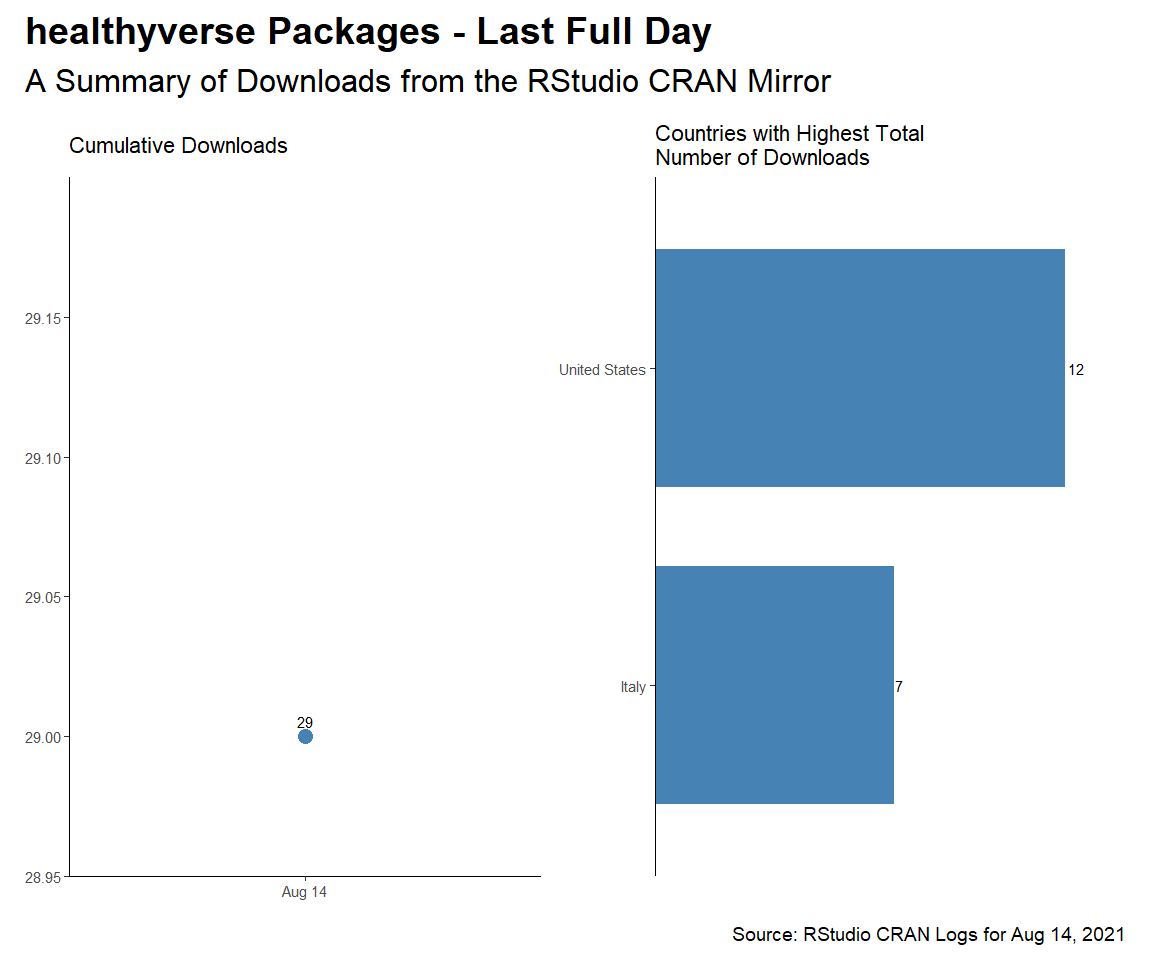 healthyverse Packages - Last Full Day
A Summary of Downloads from the RStudio CRAN Mirror
Cumulative Downloads
29.15
29.10
29.05
29.00
28.95
29
Aug 14
Countries with Highest Total
Number of Downloads
United States
12
Italy
7
Source: RStudio CRAN Logs for Aug 14, 2021